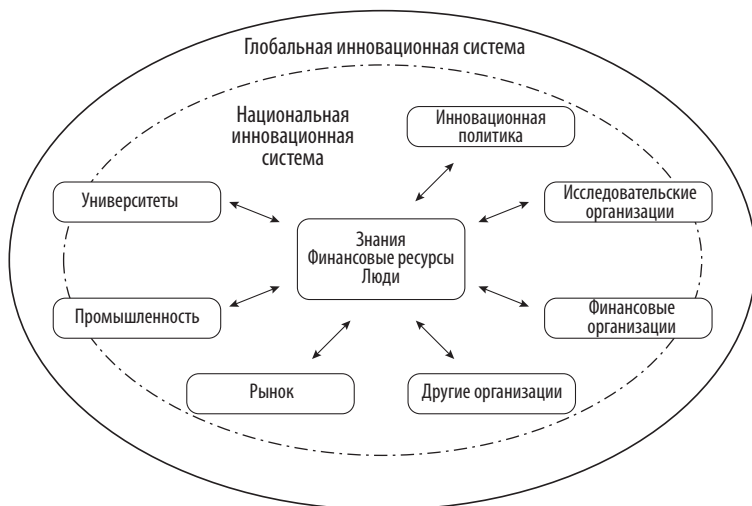 Глобальная инновационная система
Национальная
инновационная
система
Инновационная
политика
Университеты
Исследовательские
организации
Знания
Финансовые ресурсы
Люди
Промышленность
Финансовые
организации
Рынок
Другие организации